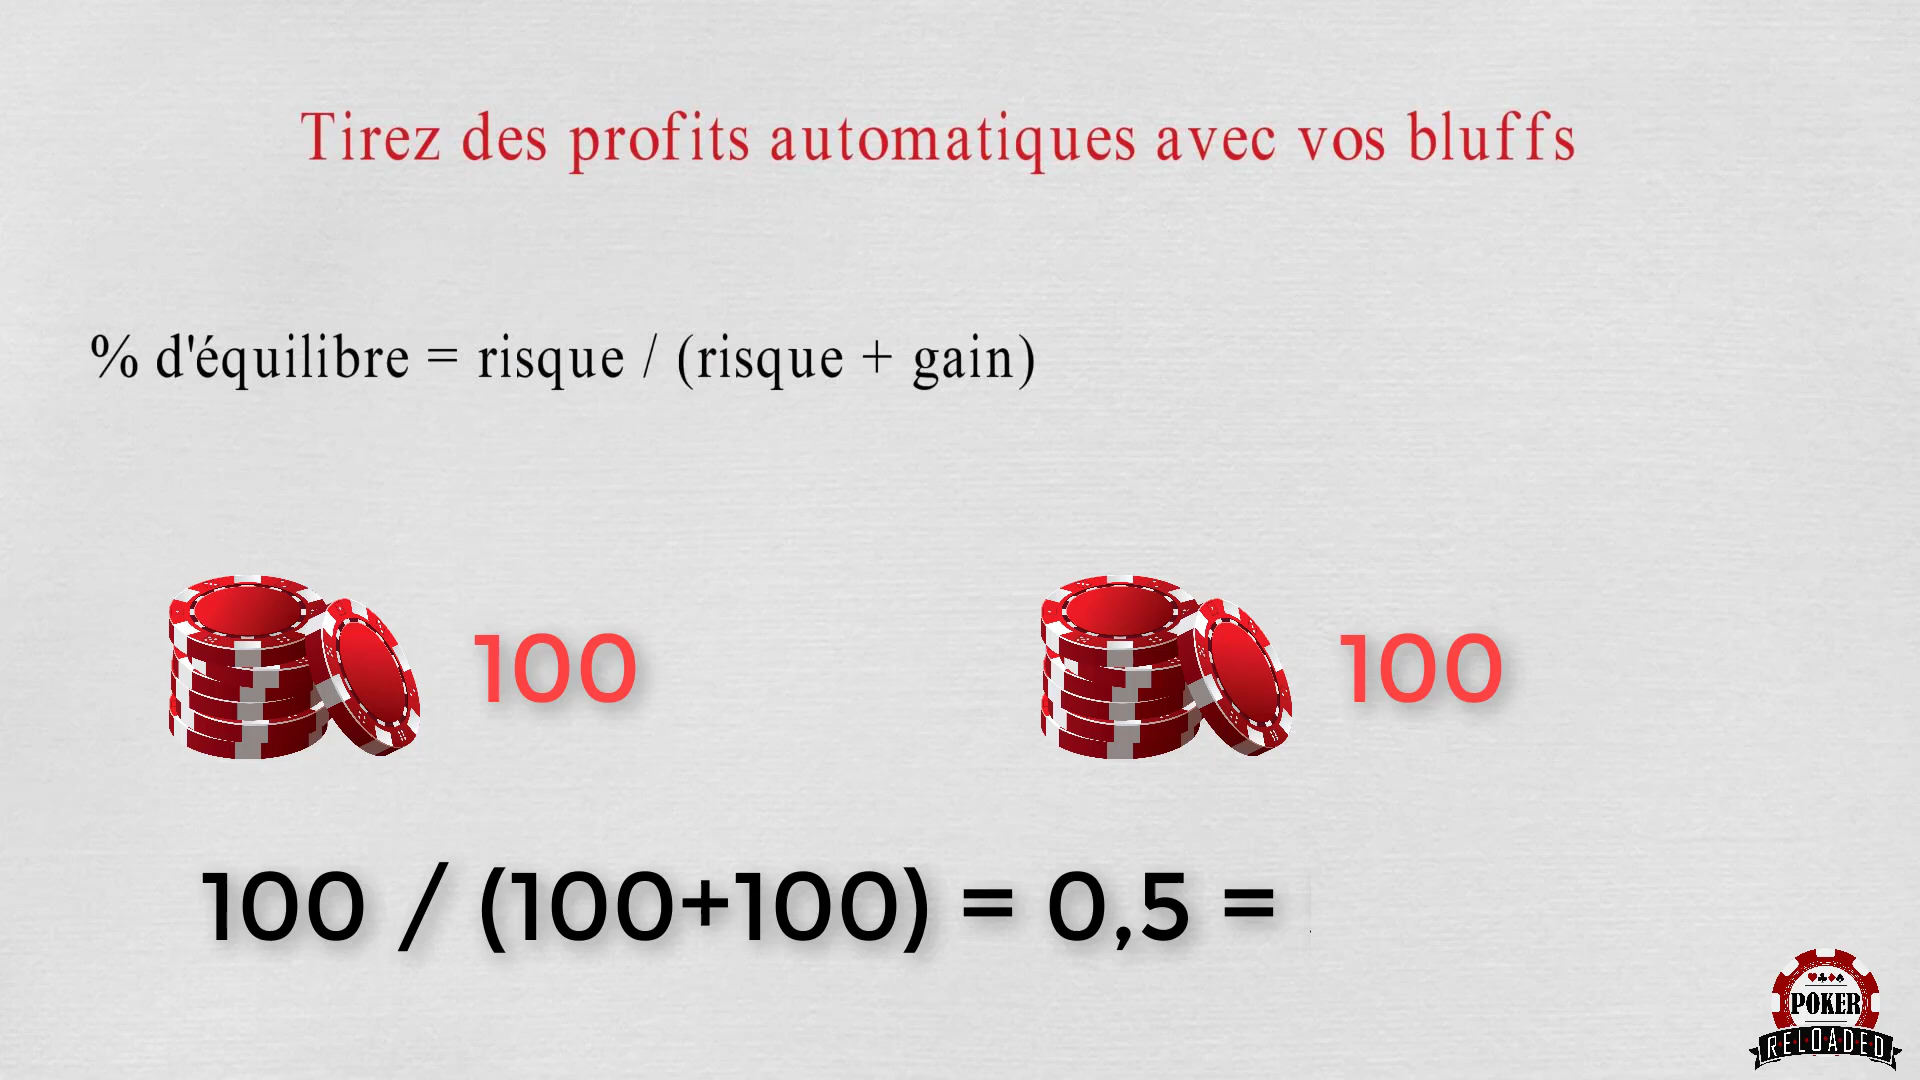 Tirez des profits automatiques avec vos bluffs
% d'équilibre = risque / (risque + gain)
100
100
100 / (100+100) = 0,5 =
POKER
RELOADED